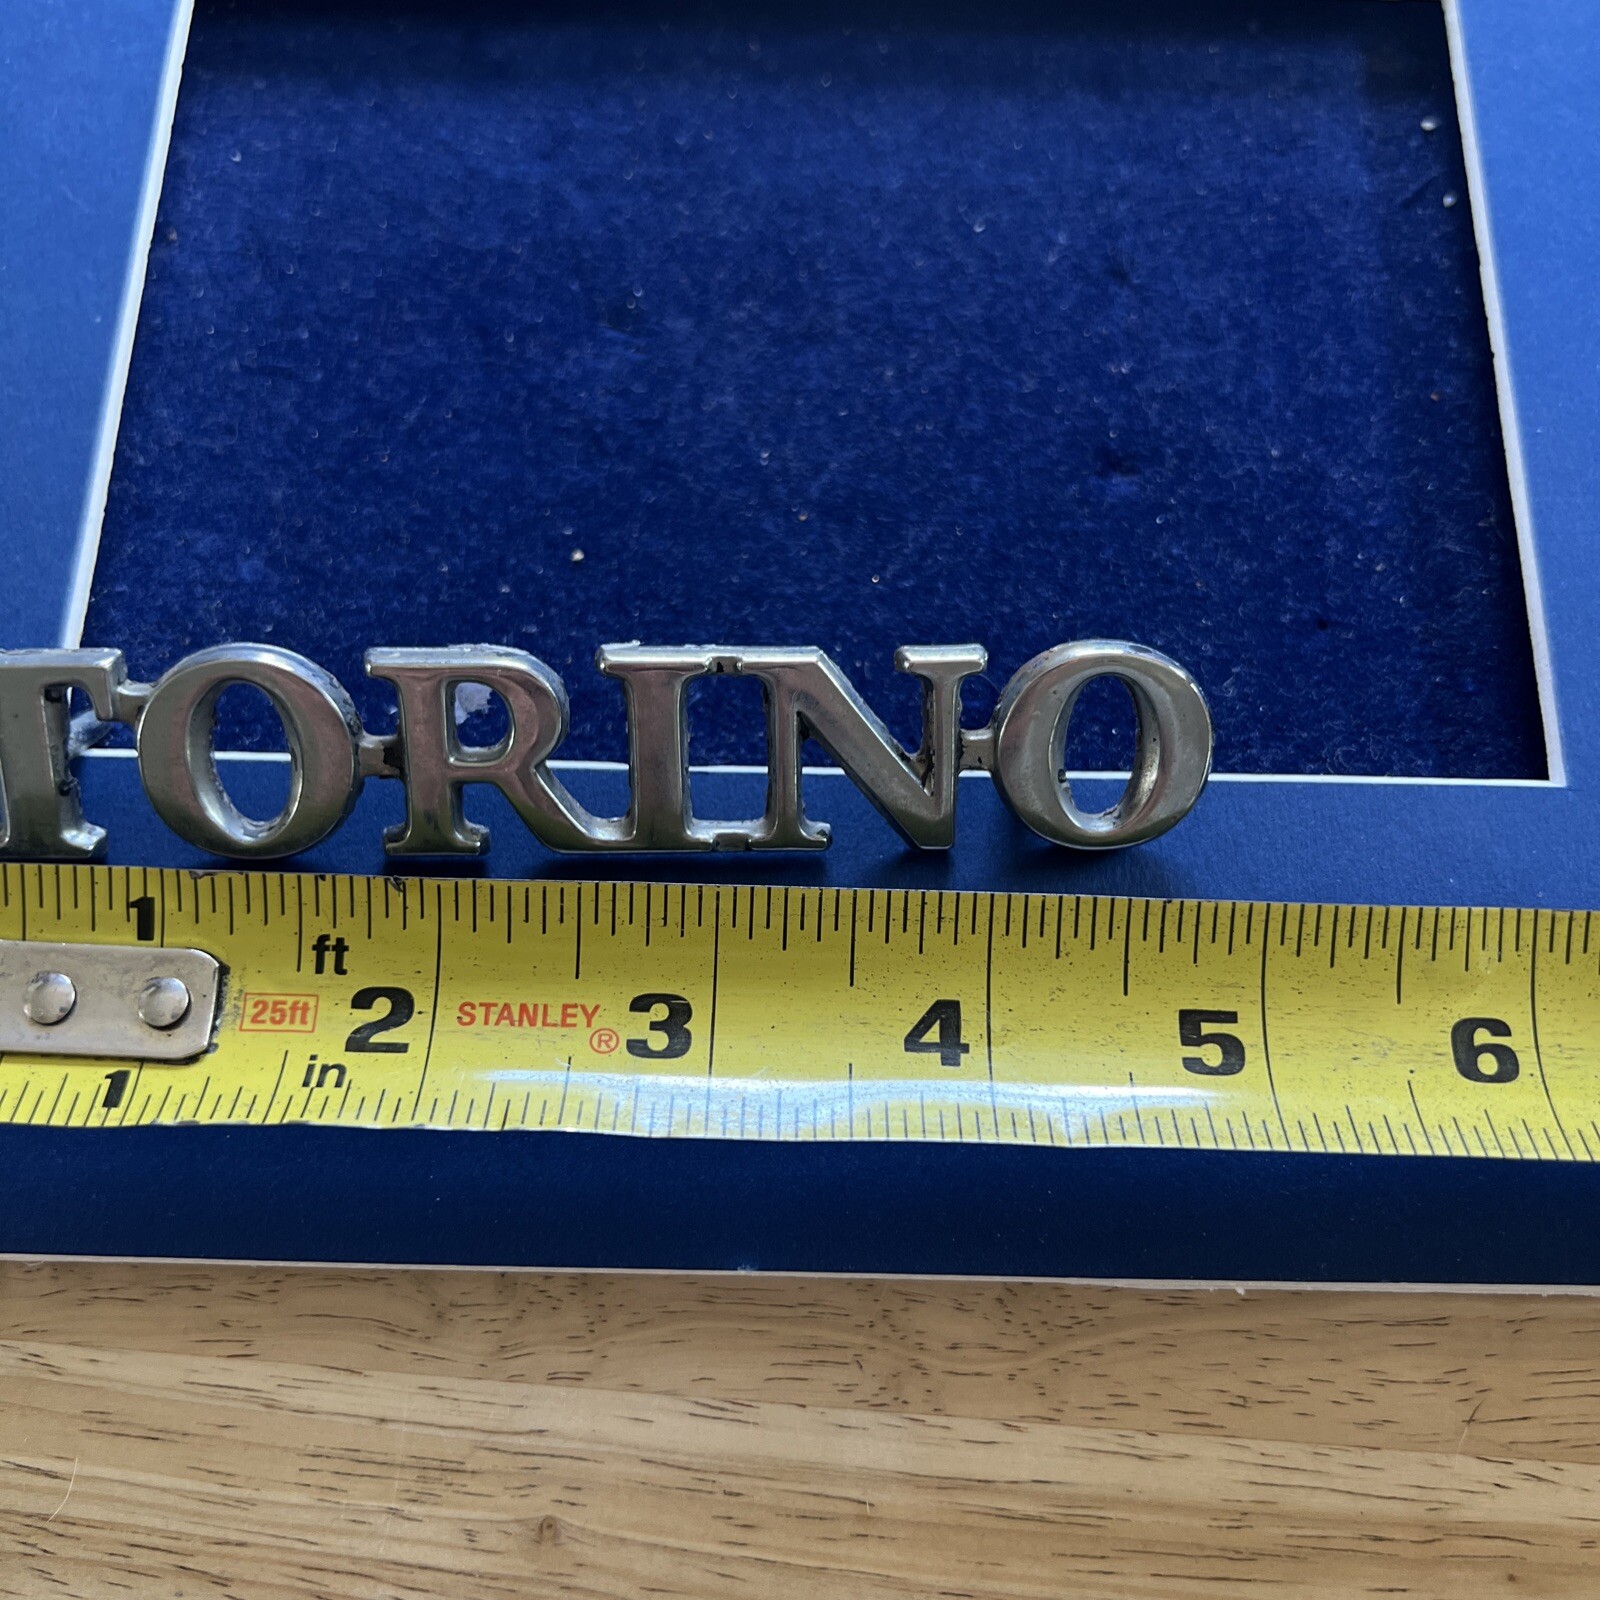 TORINO
1 ft
25ft 2 STANLEY® 3 4 5 6
1 in